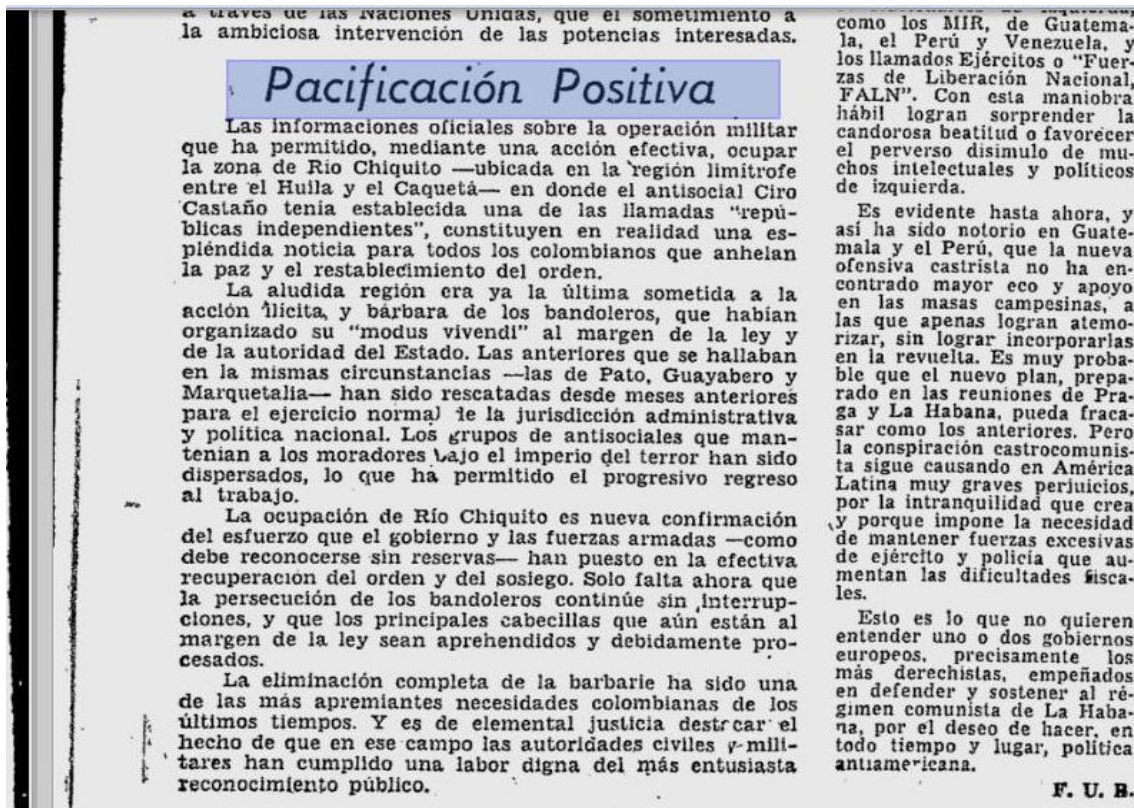 a través de las Naciones Unidas, que el sometimiento a
la ambiciosa intervención de las potencias interesadas.
Pacificación Positiva
Las informaciones oficiales sobre la operación militar
que ha permitido, mediante una acción efectiva, ocupar
la zona de Río Chiquito —ubicada en la región limítrofe
entre el Huila y el Caquetá— en donde el antisocial Ciro
Castaño tenía establecida una de las llamadas "repú-
blicas independientes", constituyen en realidad una es-
pléndida noticia para todos los colombianos que anhelan
la paz y el restablecimiento del orden.
La aludida región era ya la última sometida a la
acción ilícita, y bárbara de los bandoleros, que habían
organizado su "modus vivendi" al margen de la ley y
de la autoridad del Estado. Las anteriores que se hallaban
en la mismas circunstancias —las de Pato, Guayabero y
Marquetalia— han sido rescatadas desde meses anteriores
para el ejercicio normal de la jurisdicción administrativa
y política nacional. Los grupos de antisociales que man-
tenían a los moradores bajo el imperio del terror han sido
dispersados, lo que ha permitido el progresivo regreso
al trabajo.
La ocupación de Río Chiquito es nueva confirmación
del esfuerzo que el gobierno y las fuerzas armadas —como
debe reconocerse sin reservas— han puesto en la efectiva
recuperación del orden y del sosiego. Solo falta ahora que
la persecución de los bandoleros continúe sin interrup-
ciones, y que los principales cabecillas que aún están al
margen de la ley sean aprehendidos y debidamente pro-
cesados.
La eliminación completa de la barbarie ha sido una
de las más apremiantes necesidades colombianas de los
últimos tiempos. Y es de elemental justicia destacar el
hecho de que en ese campo las autoridades civiles y mili-
tares han cumplido una labor digna del más entusiasta
reconocimiento público.
como los MIR, de Guatema-
la, el Perú y Venezuela, y
los llamados Ejércitos o "Fuer-
zas de Liberación Nacional,
FALN". Con esta maniobra
hábil logran sorprender la
candorosa beatitud o favorecer
el perverso disimulo de mu-
chos intelectuales y políticos
de izquierda.
Es evidente hasta ahora, y
así ha sido notorio en Guate-
mala y el Perú, que la nueva
ofensiva castrista no ha en-
contrado mayor eco y apoyo
en las masas campesinas, a
las que apenas logran atemo-
rizar, sin lograr incorporarlas
en la revuelta. Es muy proba-
ble que el nuevo plan, prepa-
rado en las reuniones de Pra-
ga y La Habana, pueda fraca-
sar como los anteriores. Pero
la conspiración castrocomunis-
ta sigue causando en América
Latina muy graves perjuicios,
por la intranquilidad que crea
y porque impone la necesidad
de mantener fuerzas excesivas
de ejército y policía que au-
mentan las dificultades fisca-
les.
Esto es lo que no quieren
entender uno o dos gobiernos
europeos, precisamente los
más derechistas, empeñados
en defender y sostener al ré-
gimen comunista de La Haba-
na, por el deseo de hacer, en
todo tiempo y lugar, política
antiamericana.
F. U. B.